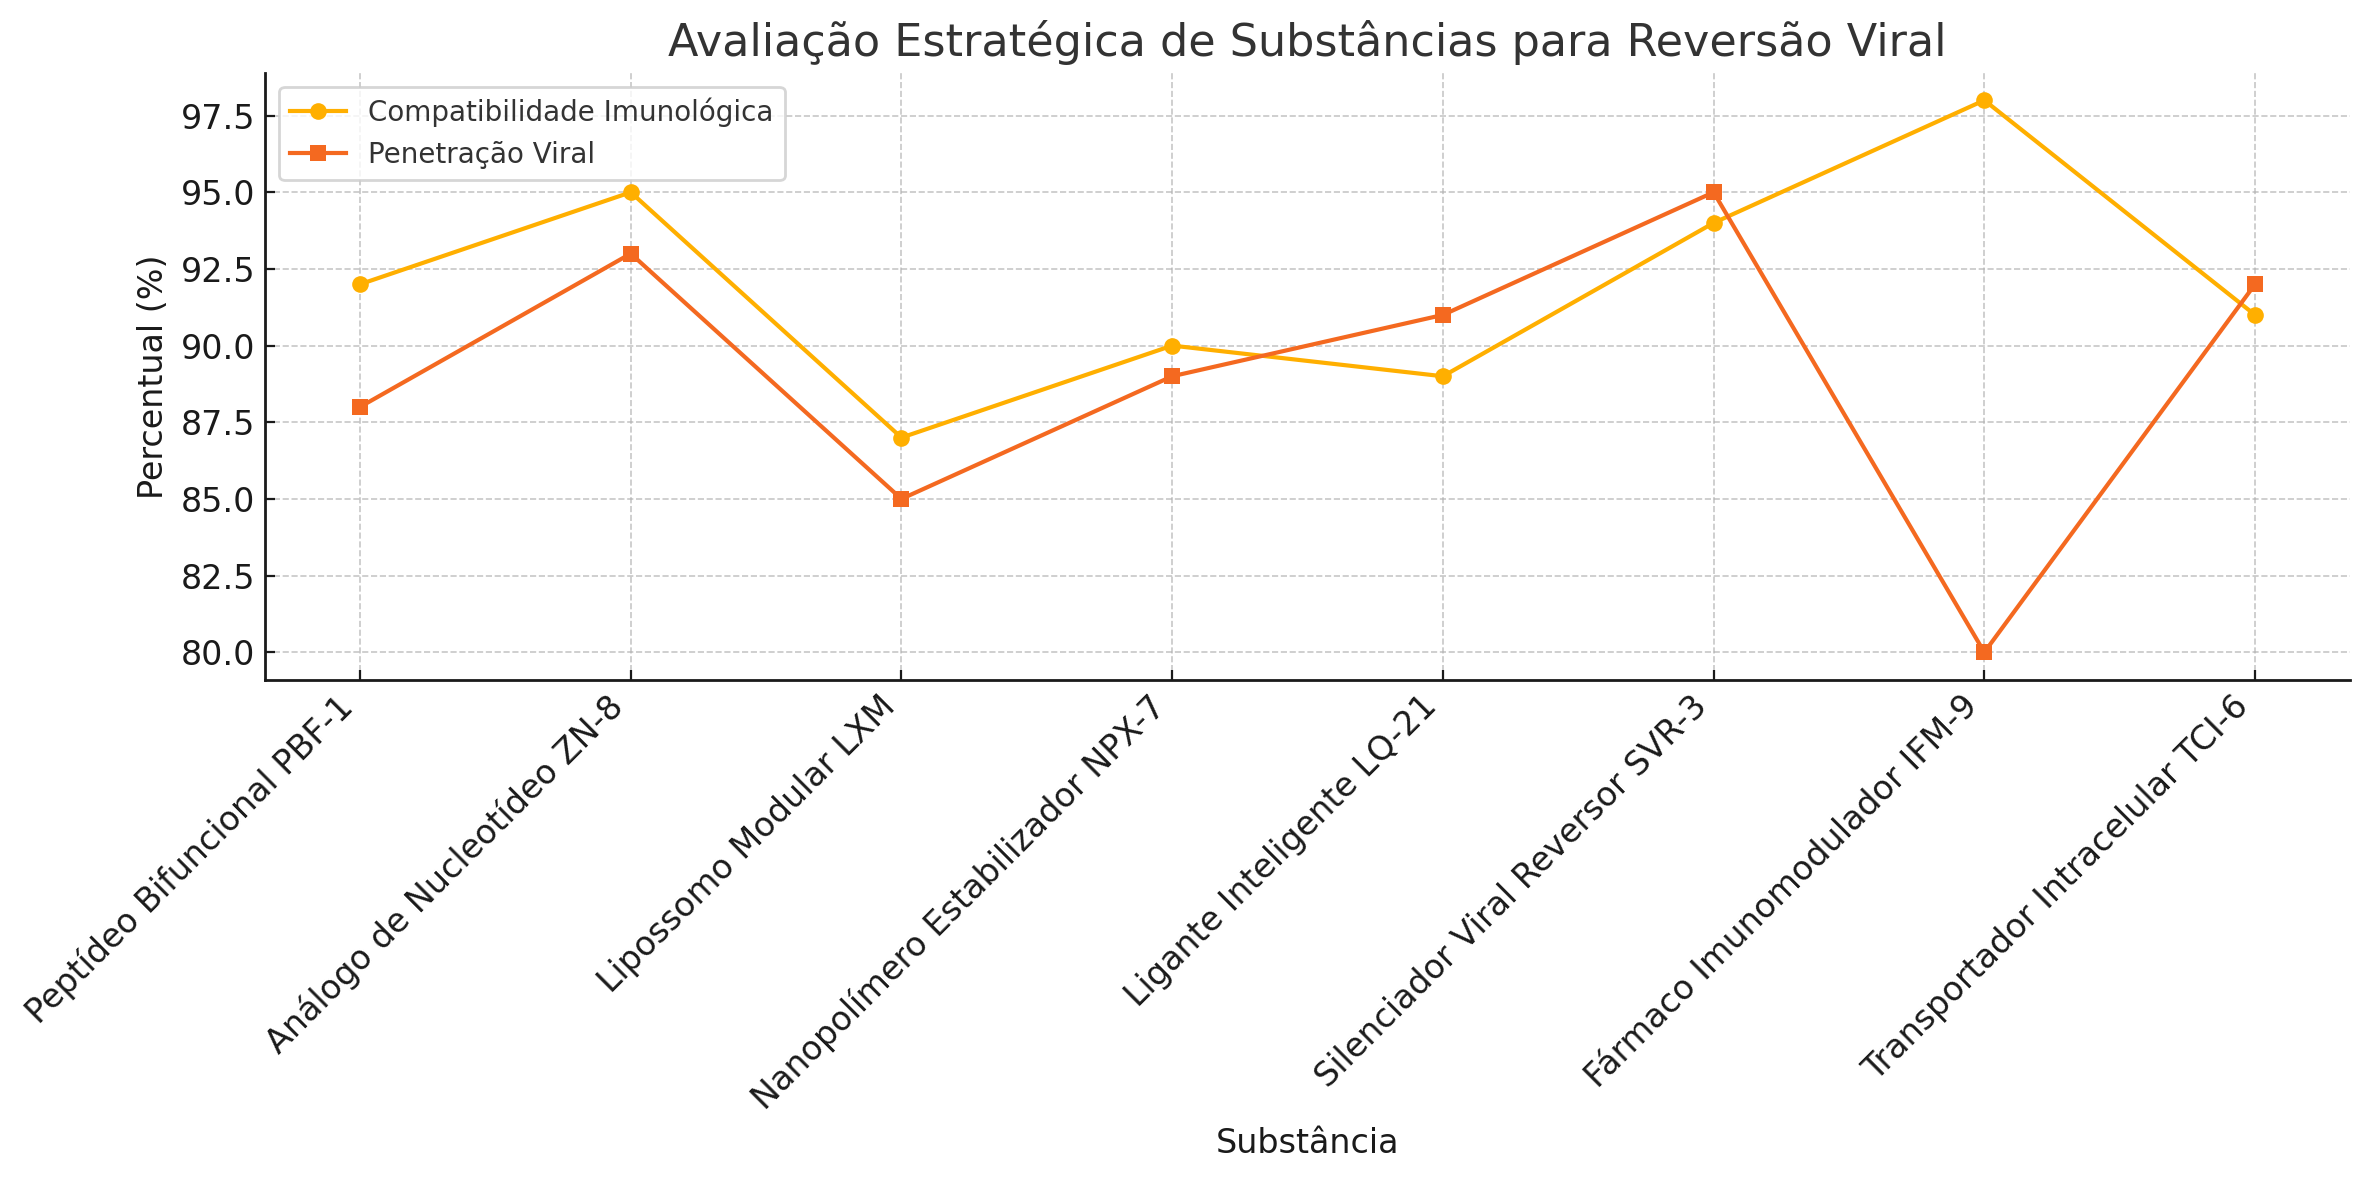 Avaliação Estratégica de Substâncias para Reversão Viral
Compatibilidade Imunológica
Penetração Viral
Percentual (%)
97.5
95.0
92.5
90.0
87.5
85.0
82.5
80.0
Peptídeo Bifuncional PBF-1
Análogo de Nucleotídeo ZN-8
Lipossomo Modular LXM
Nanopolímero Estabilizador NPX-7
Ligante Inteligente LQ-21
Silenciador Viral Reversor SVR-3
Fármaco Imunomodulador IFM-9
Transportador Intracelular TCI-6
Substância